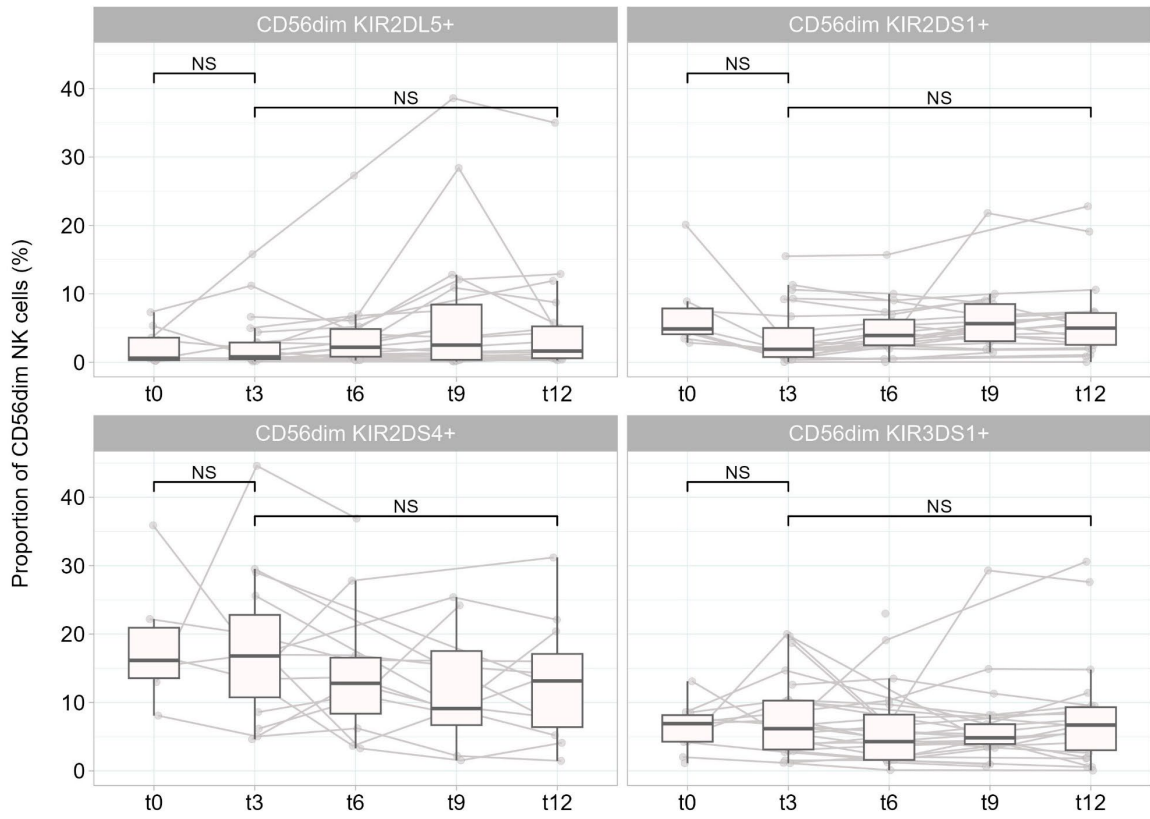 Proportion of CD56dim NK cells (%)
CD56dim KIR2DL5+
CD56dim KIR2DS1+
40
30
20
10
0
NS
NS
NS
NS
t0 t3 t6 t9 t12
t0 t3 t6 t9 t12
CD56dim KIR2DS4+
CD56dim KIR3DS1+
40
30
20
10
0
NS
NS
NS
NS
t0 t3 t6 t9 t12
t0 t3 t6 t9 t12